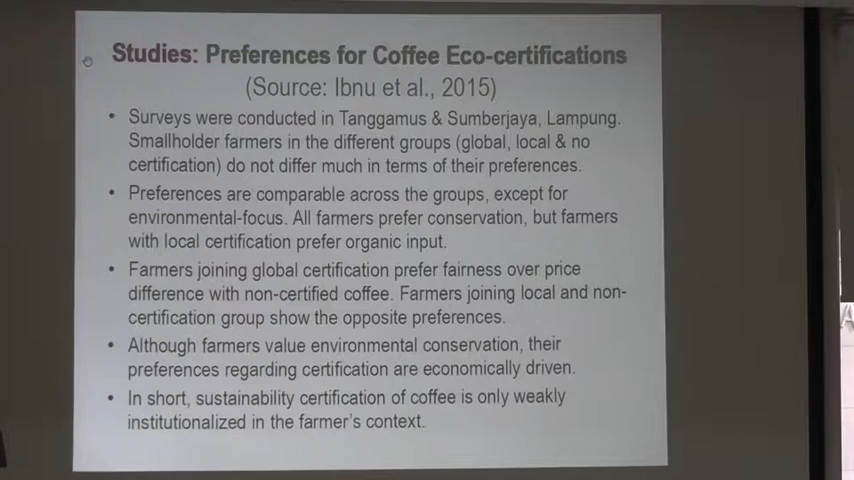 Studies: Preferences for Coffee Eco-certifications
(Source: Ibnu et al., 2015)
• Surveys were conducted in Tanggamus & Sumberjaya, Lampung.
Smallholder farmers in the different groups (global, local & no
certification) do not differ much in terms of their preferences.
• Preferences are comparable across the groups, except for
environmental-focus. All farmers prefer conservation, but farmers
with local certification prefer organic input.
• Farmers joining global certification prefer fairness over price
difference with non-certified coffee. Farmers joining local and non-
certification group show the opposite preferences.
• Although farmers value environmental conservation, their
preferences regarding certification are economically driven.
• In short, sustainability certification of coffee is only weakly
institutionalized in the farmer's context.